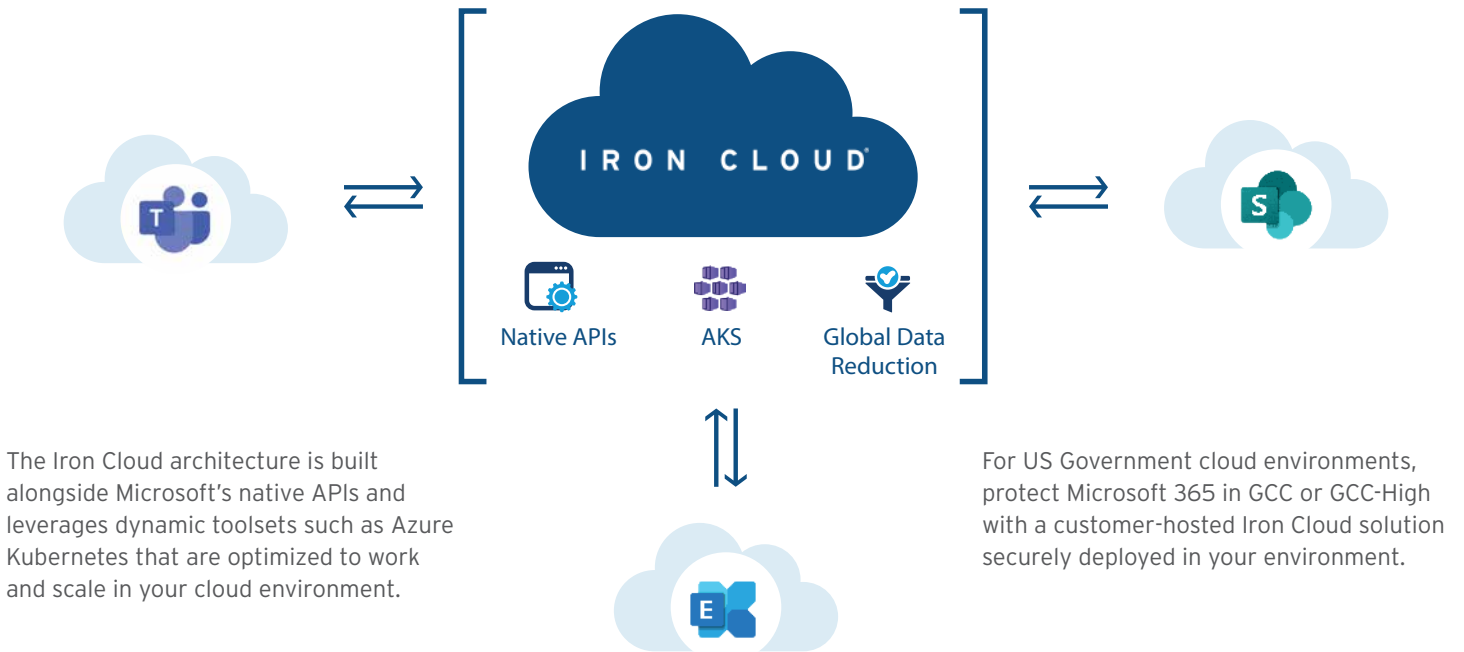 IRON CLOUD®
T
S
Native APIs
AKS
Global Data
Reduction
The Iron Cloud architecture is built
alongside Microsoft's native APIs and
leverages dynamic toolsets such as Azure
Kubernetes that are optimized to work
and scale in your cloud environment.
For US Government cloud environments,
protect Microsoft 365 in GCC or GCC-High
with a customer-hosted Iron Cloud solution
securely deployed in your environment.
E